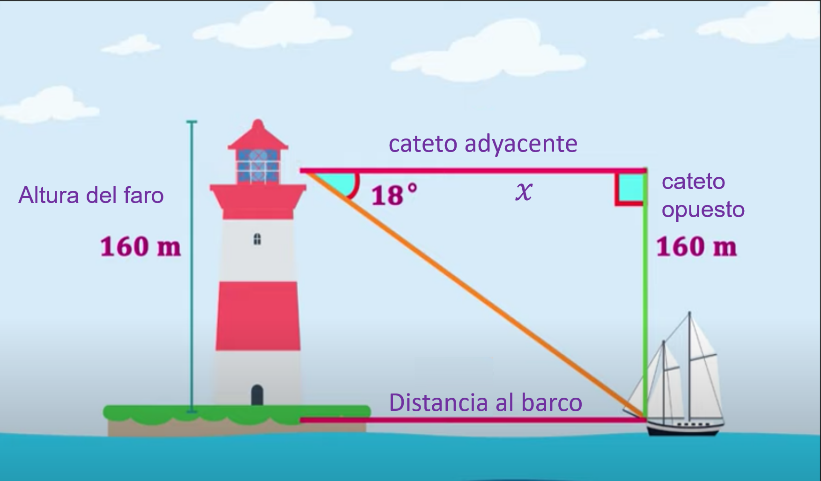 cateto adyacente
Altura del faro
160 m
18°
x
cateto
opuesto
160 m
Distancia al barco